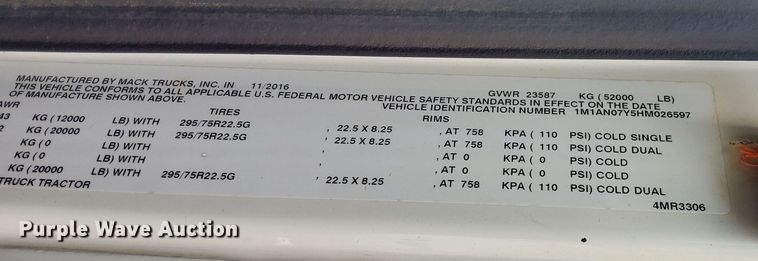 MANUFACTURED BY MACK TRUCKS, INC. IN 11/2016 GVWR 23587 KG ( 52000 LB)
THIS VEHICLE CONFORMS TO ALL APPLICABLE U.S. FEDERAL MOTOR VEHICLE SAFETY STANDARDS IN EFFECT ON THE DATE
OF MANUFACTURE SHOWN ABOVE. VEHICLE IDENTIFICATION NUMBER 1M1AN07Y5HM026597
AWR TIRES RIMS
43 KG ( 12000 LB) WITH 295/75R22.5G , 22.5 X 8.25 , AT 758 KPA ( 110 PSI) COLD SINGLE
2 KG ( 20000 LB) WITH 295/75R22.5G , 22.5 X 8.25 , AT 758 KPA ( 110 PSI) COLD DUAL
KG ( 0 LB) WITH , , AT 0 KPA ( 0 PSI) COLD
KG ( 0 LB) WITH , , AT 0 KPA ( 0 PSI) COLD
KG ( 20000 LB) WITH 295/75R22.5G , 22.5 X 8.25 , AT 758 KPA ( 110 PSI) COLD DUAL
TRUCK TRACTOR
4MR3306
Purple Wave Auction